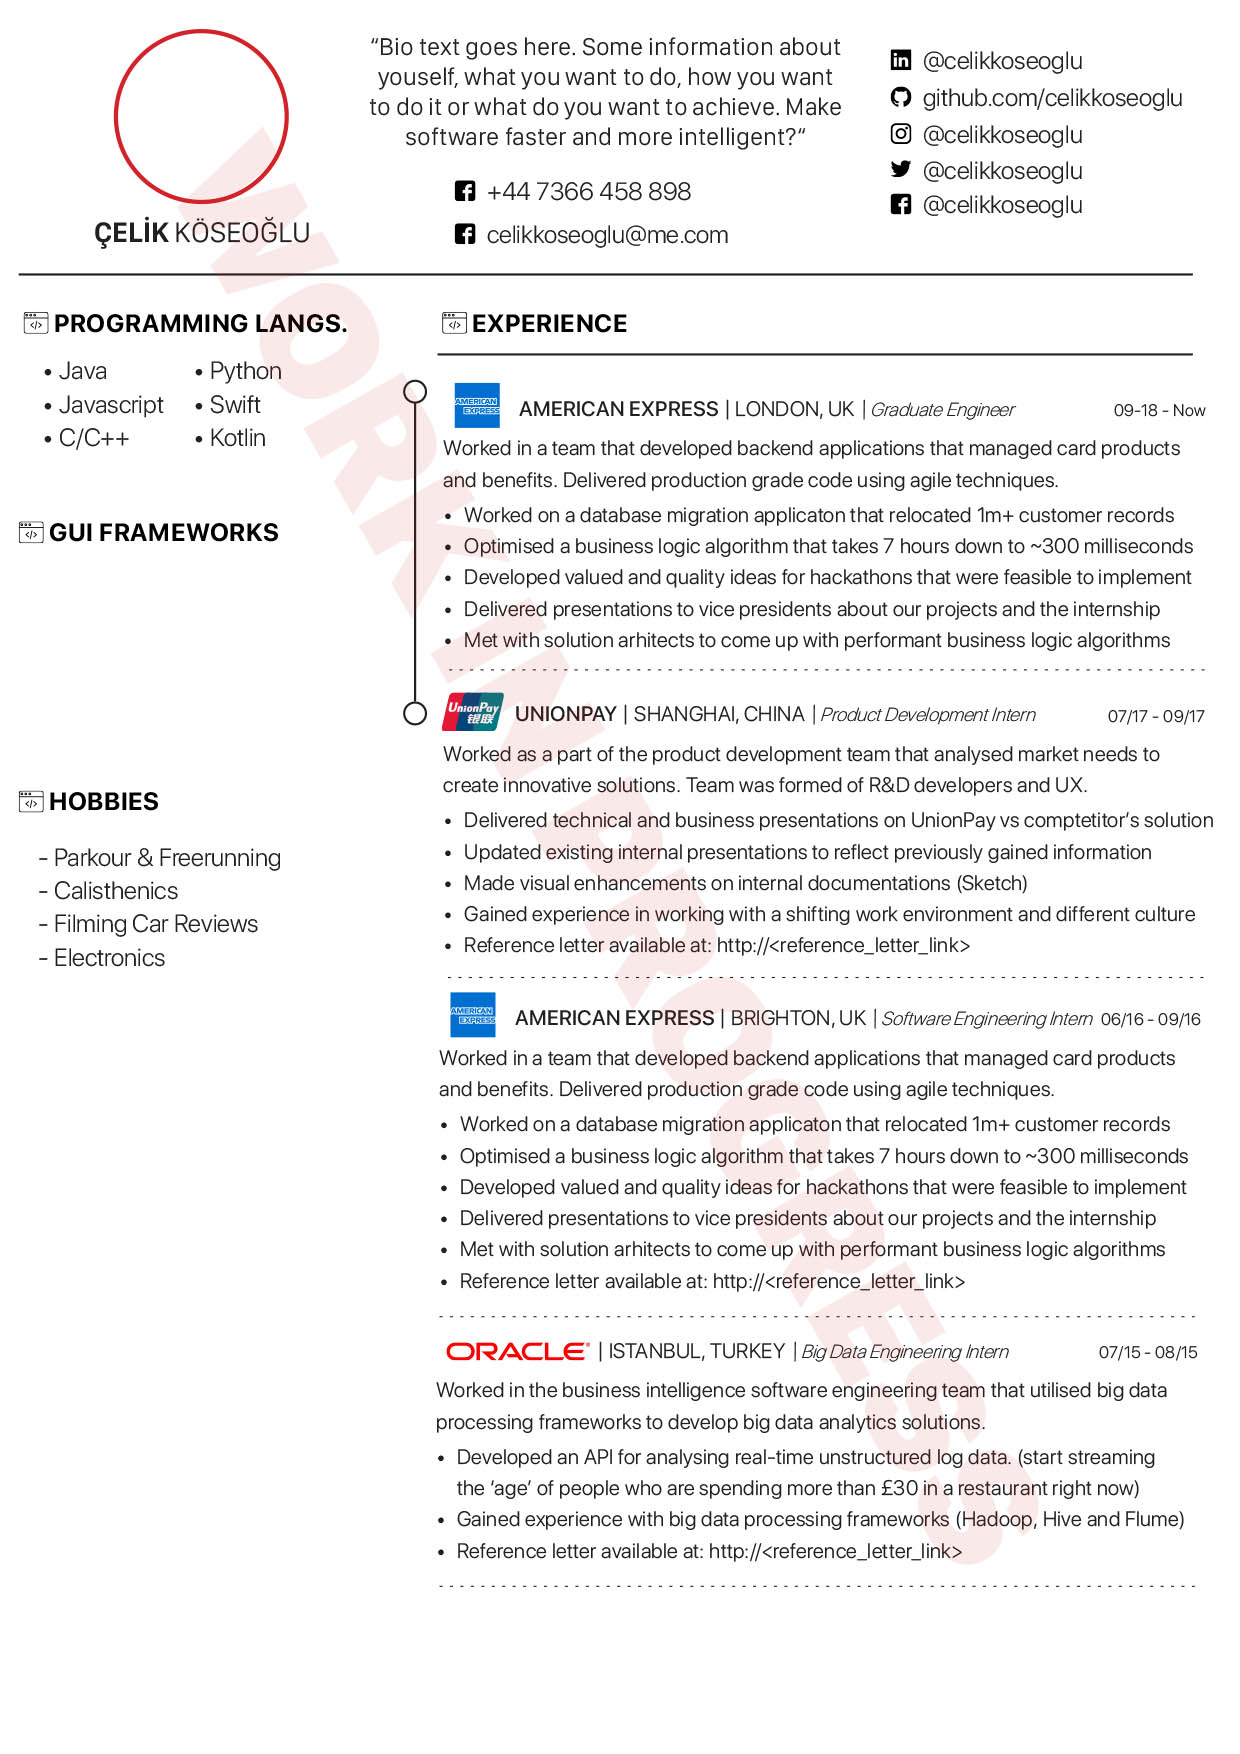 “Bio text goes here. Some information about
youself, what you want to do, how you want
to do it or what do you want to achieve. Make
software faster and more intelligent?“
+44 7366 458 898
celikkoseoglu@me.com
@celikkoseoglu
github.com/celikkoseoglu
@celikkoseoglu
@celikkoseoglu
@celikkoseoglu
ÇELİK KÖSEOĞLU
WORK IN PROGRESS
PROGRAMMING LANGS.
• Java
• Javascript
• C/C++
• Python
• Swift
• Kotlin
GUI FRAMEWORKS
HOBBIES
- Parkour & Freerunning
- Calisthenics
- Filming Car Reviews
- Electronics
EXPERIENCE
AMERICAN EXPRESS
AMERICAN EXPRESS | LONDON, UK | Graduate Engineer 09-18 - Now
Worked in a team that developed backend applications that managed card products
and benefits. Delivered production grade code using agile techniques.
• Worked on a database migration applicaton that relocated 1m+ customer records
• Optimised a business logic algorithm that takes 7 hours down to ~300 milliseconds
• Developed valued and quality ideas for hackathons that were feasible to implement
• Delivered presentations to vice presidents about our projects and the internship
• Met with solution arhitects to come up with performant business logic algorithms
UnionPay
银联
UNIONPAY | SHANGHAI, CHINA | Product Development Intern 07/17 - 09/17
Worked as a part of the product development team that analysed market needs to
create innovative solutions. Team was formed of R&D developers and UX.
• Delivered technical and business presentations on UnionPay vs comptetitor’s solution
• Updated existing internal presentations to reflect previously gained information
• Made visual enhancements on internal documentations (Sketch)
• Gained experience in working with a shifting work environment and different culture
• Reference letter available at: http://<reference_letter_link>
AMERICAN EXPRESS
AMERICAN EXPRESS | BRIGHTON, UK | Software Engineering Intern 06/16 - 09/16
Worked in a team that developed backend applications that managed card products
and benefits. Delivered production grade code using agile techniques.
• Worked on a database migration applicaton that relocated 1m+ customer records
• Optimised a business logic algorithm that takes 7 hours down to ~300 milliseconds
• Developed valued and quality ideas for hackathons that were feasible to implement
• Delivered presentations to vice presidents about our projects and the internship
• Met with solution arhitects to come up with performant business logic algorithms
• Reference letter available at: http://<reference_letter_link>
ORACLE | ISTANBUL, TURKEY | Big Data Engineering Intern 07/15 - 08/15
Worked in the business intelligence software engineering team that utilised big data
processing frameworks to develop big data analytics solutions.
• Developed an API for analysing real-time unstructured log data. (start streaming
the ‘age’ of people who are spending more than £30 in a restaurant right now)
• Gained experience with big data processing frameworks (Hadoop, Hive and Flume)
• Reference letter available at: http://<reference_letter_link>